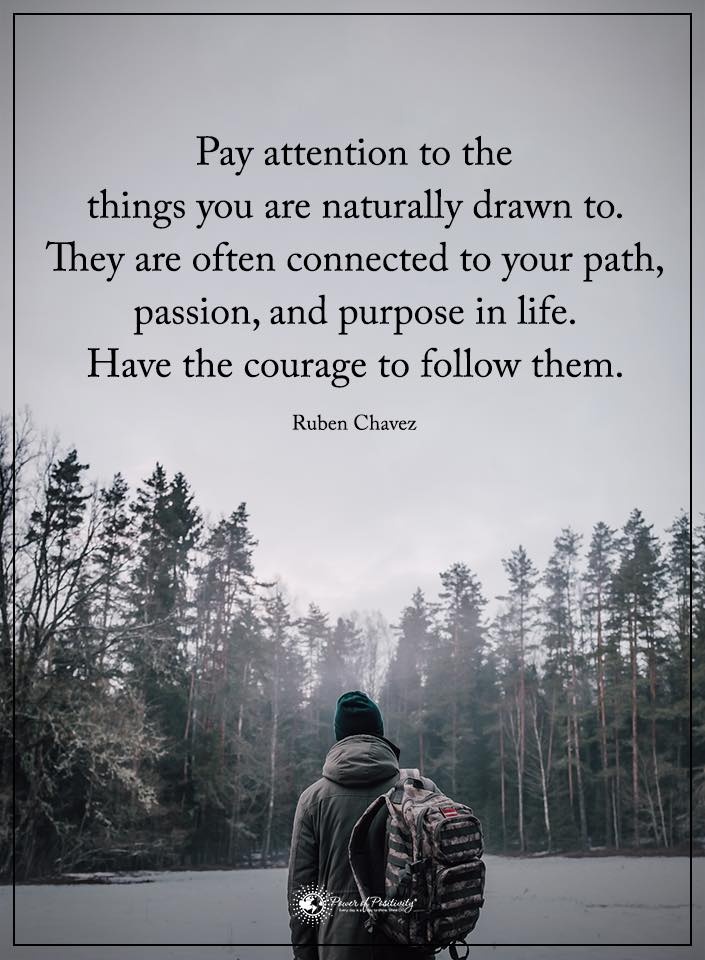 Pay attention to the
things you are naturally drawn to.
They are often connected to your path,
passion, and purpose in life.
Have the courage to follow them.
Ruben Chavez
Power of Positivity